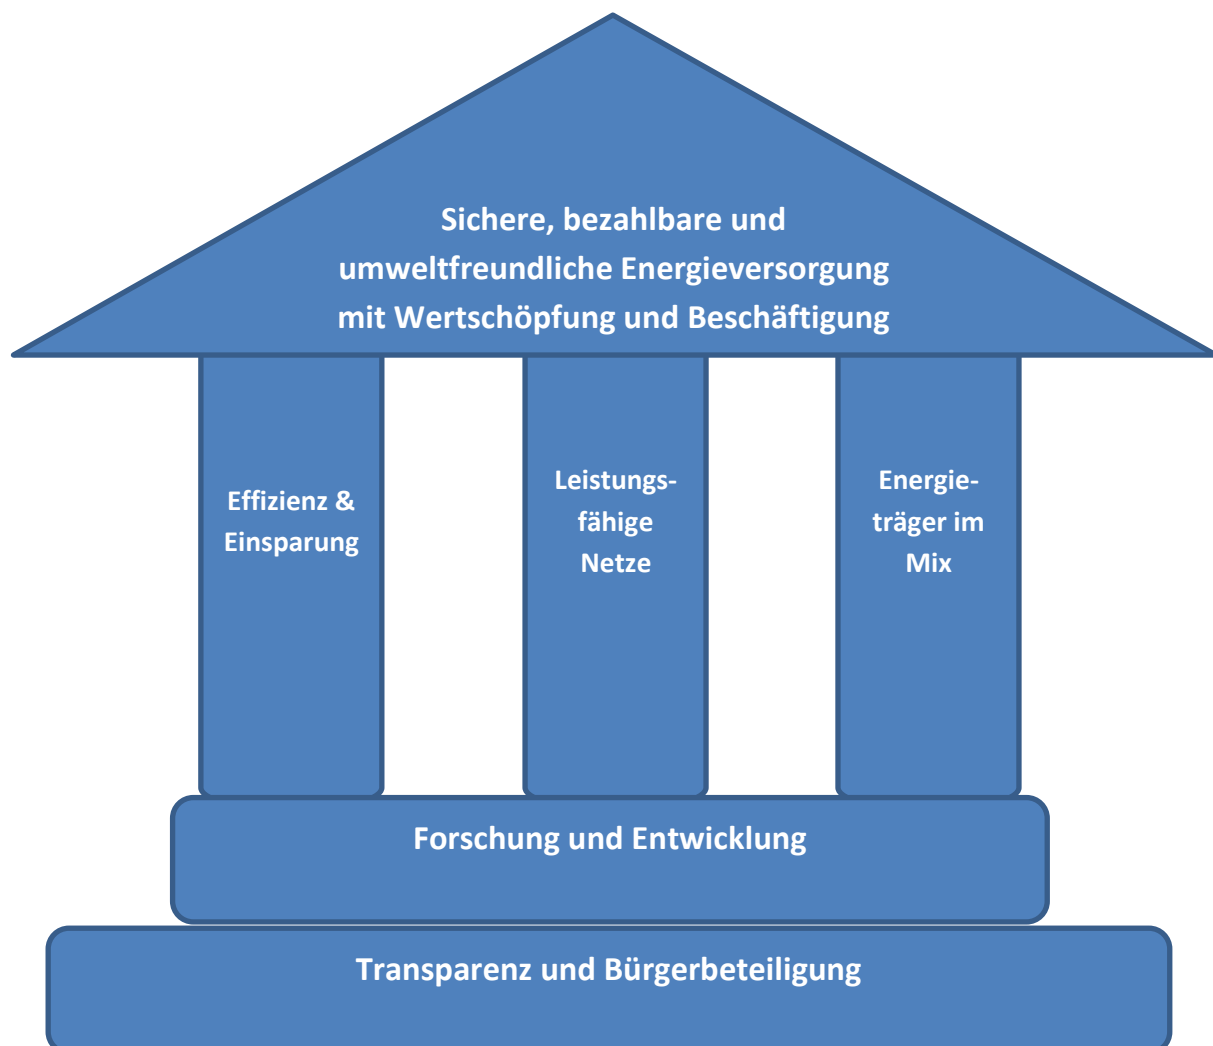 Sichere, bezahlbare und
umweltfreundliche Energieversorgung
mit Wertschöpfung und Beschäftigung
Effizienz &
Einsparung
Leistungs-
fähige
Netze
Energie-
träger im
Mix
Forschung und Entwicklung
Transparenz und Bürgerbeteiligung